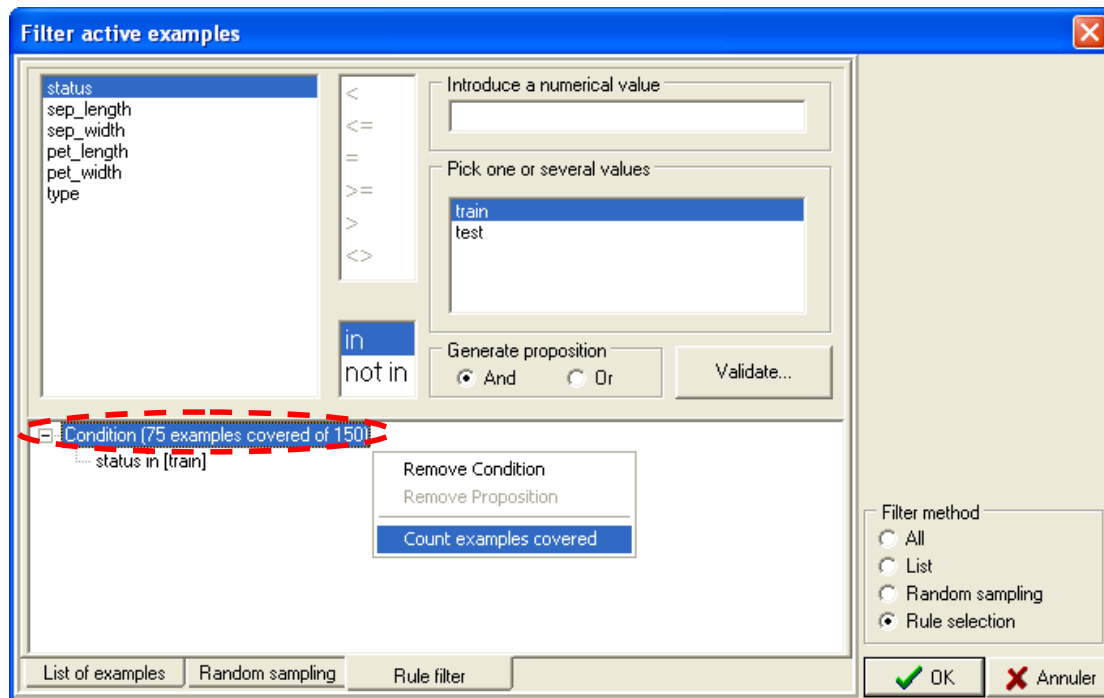 Filter active examples
status
sep_length
sep_width
pet_length
pet_width
type
<
<=
=
>=
>
<>
in
not in
Introduce a numerical value
Pick one or several values
train
test
Generate proposition
And
Or
Validate...
Condition (75 examples covered of 150)
status in [train]
Remove Condition
Remove Proposition
Count examples covered
Filter method
All
List
Random sampling
Rule selection
List of examples
Random sampling
Rule filter
OK
Annuler